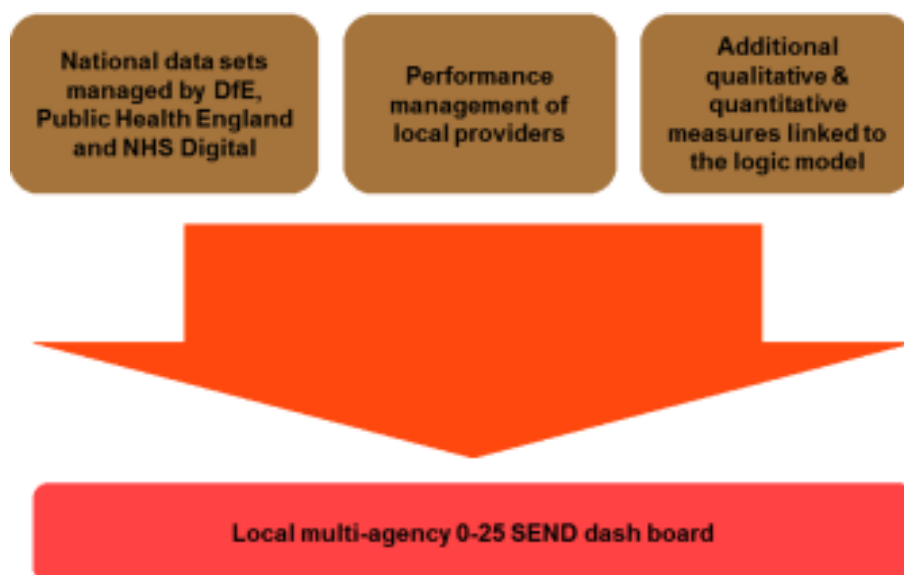 National data sets
managed by DfE,
Public Health England
and NHS Digital
Performance
management of
local providers
Additional
qualitative &
quantitative
measures linked to
the logic model
Local multi-agency 0-25 SEND dash board